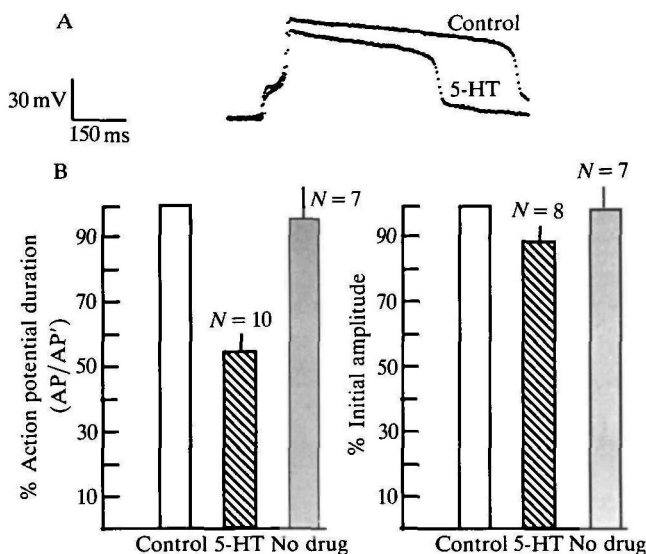 A
Control
5-HT
30 mV
150 ms
B
% Action potential duration
(AP/AP′)
90
70
50
30
10
N = 10
N = 7
Control 5-HT No drug
% Initial amplitude
90
70
50
30
10
N = 8
N = 7
Control 5-HT No drug